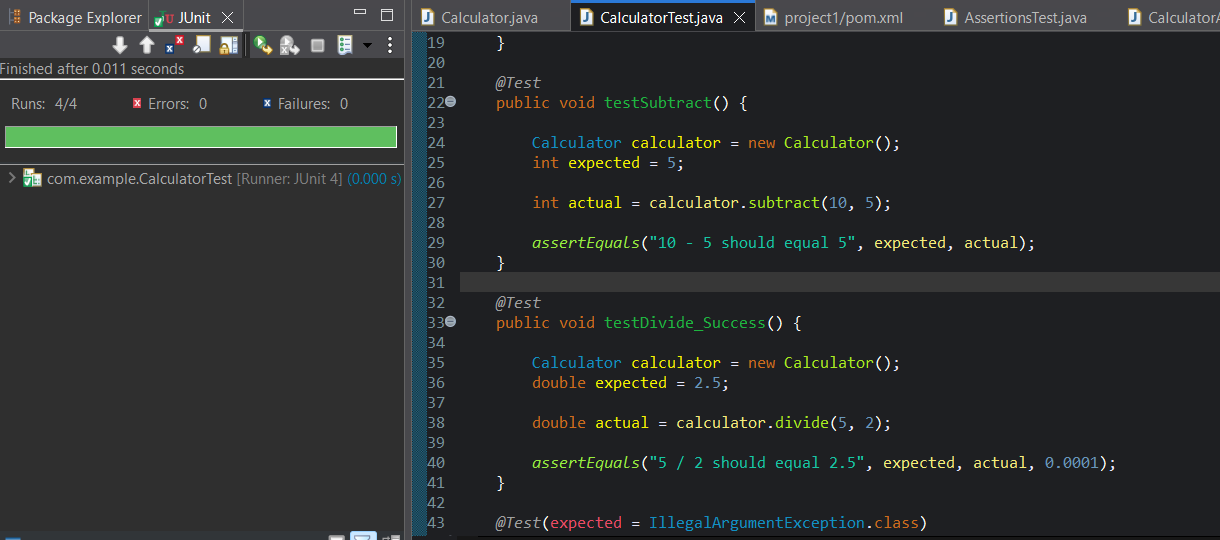 Package Explorer
JUnit
Finished after 0.011 seconds
Runs: 4/4
Errors: 0
Failures: 0
com.example.CalculatorTest [Runner: JUnit 4] (0.000 s)
Calculator.java
CalculatorTest.java
project1/pom.xml
AssertionsTest.java
CalculatorA
19 }
20
21 @Test
22 public void testSubtract() {
23
24 Calculator calculator = new Calculator();
25 int expected = 5;
26
27 int actual = calculator.subtract(10, 5);
28
29 assertEquals("10 - 5 should equal 5", expected, actual);
30 }
31
32 @Test
33 public void testDivide_Success() {
34
35 Calculator calculator = new Calculator();
36 double expected = 2.5;
37
38 double actual = calculator.divide(5, 2);
39
40 assertEquals("5 / 2 should equal 2.5", expected, actual, 0.0001);
41 }
42
43 @Test(expected = IllegalArgumentException.class)